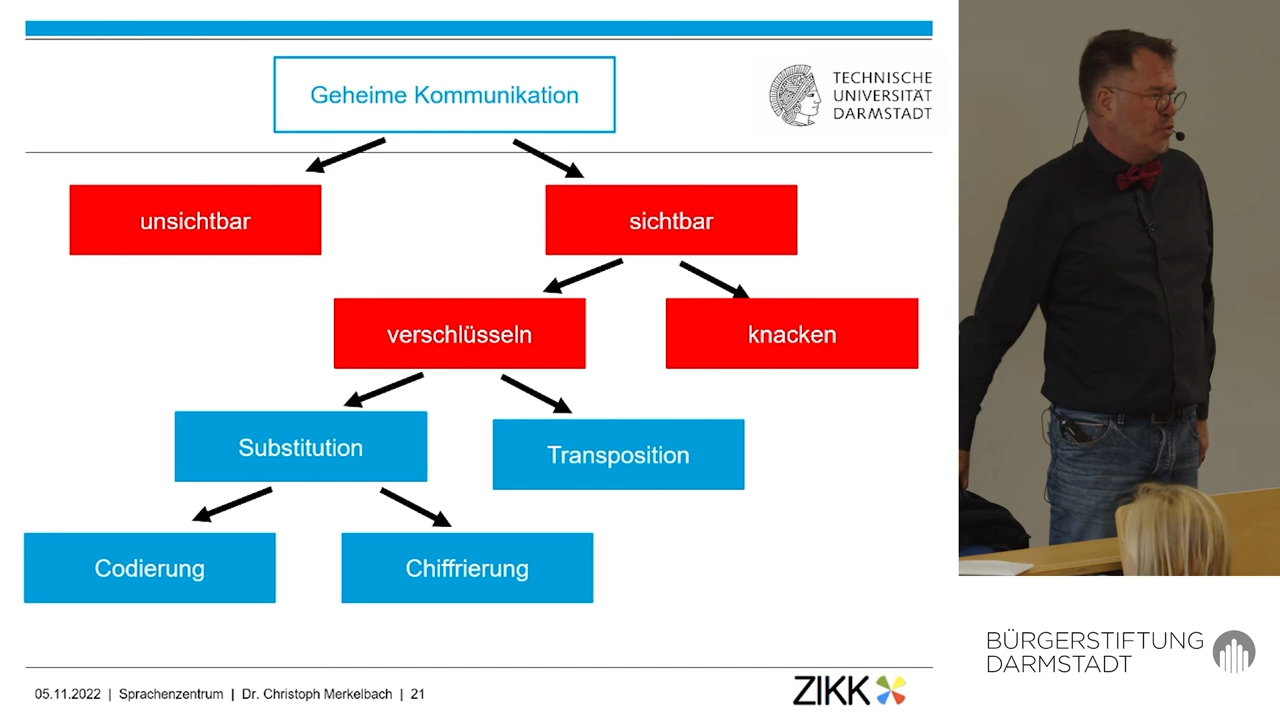 Geheime Kommunikation
TECHNISCHE
UNIVERSITÄT
DARMSTADT
unsichtbar
sichtbar
verschlüsseln
knacken
Substitution
Transposition
Codierung
Chiffrierung
05.11.2022 | Sprachenzentrum | Dr. Christoph Merkelbach | 21
ZIKK
BÜRGERSTIFTUNG
DARMSTADT